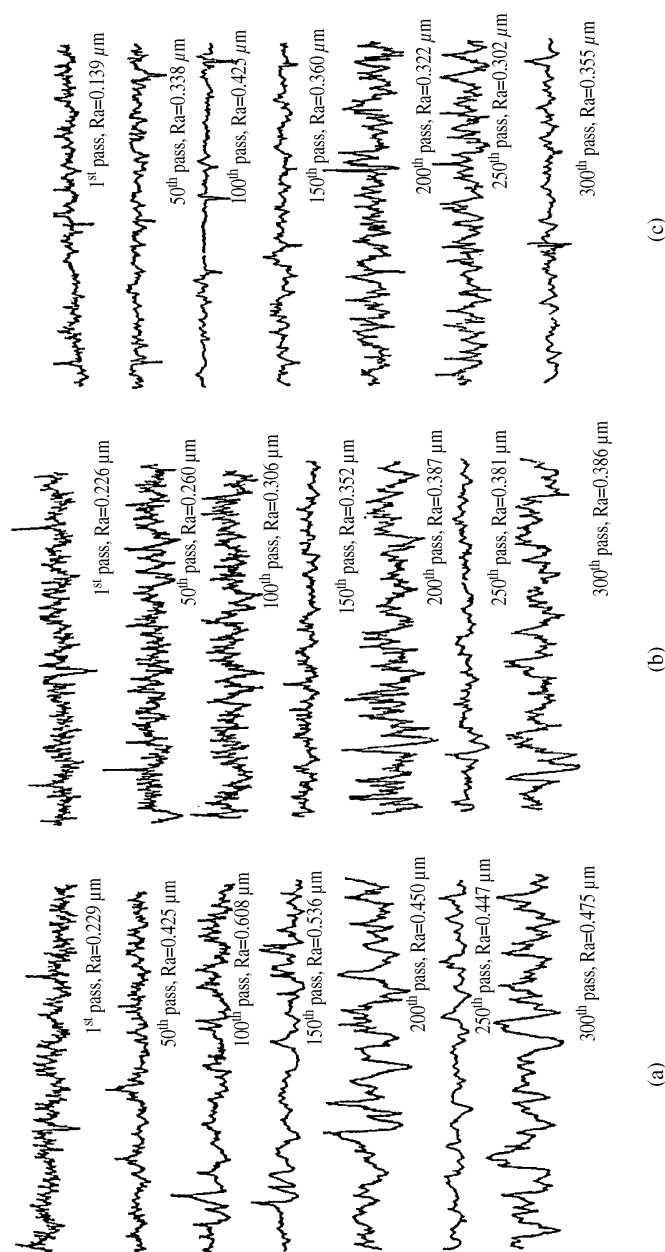 1st pass, Ra=0.229 µm
50th pass, Ra=0.425 µm
100th pass, Ra=0.608 µm
150th pass, Ra=0.536 µm
200th pass, Ra=0.450 µm
250th pass, Ra=0.447 µm
300th pass, Ra=0.475 µm
(a)
1st pass, Ra=0.226 µm
50th pass, Ra=0.260 µm
100th pass, Ra=0.306 µm
150th pass, Ra=0.352 µm
200th pass, Ra=0.387 µm
250th pass, Ra=0.381 µm
300th pass, Ra=0.386 µm
(b)
1st pass, Ra=0.139 µm
50th pass, Ra=0.338 µm
100th pass, Ra=0.425 µm
150th pass, Ra=0.360 µm
200th pass, Ra=0.322 µm
250th pass, Ra=0.302 µm
300th pass, Ra=0.355 µm
(c)